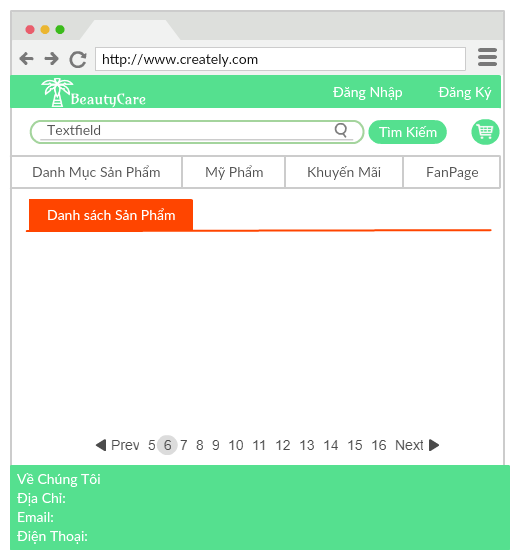 http://www.creately.com
BeautyCare Đăng Nhập Đăng Ký
Textfield Tìm Kiếm
Danh Mục Sản Phẩm Mỹ Phẩm Khuyến Mãi FanPage
Danh sách Sản Phẩm
Prev 5 6 7 8 9 10 11 12 13 14 15 16 Next
Về Chúng Tôi
Địa Chỉ:
Email:
Điện Thoại: